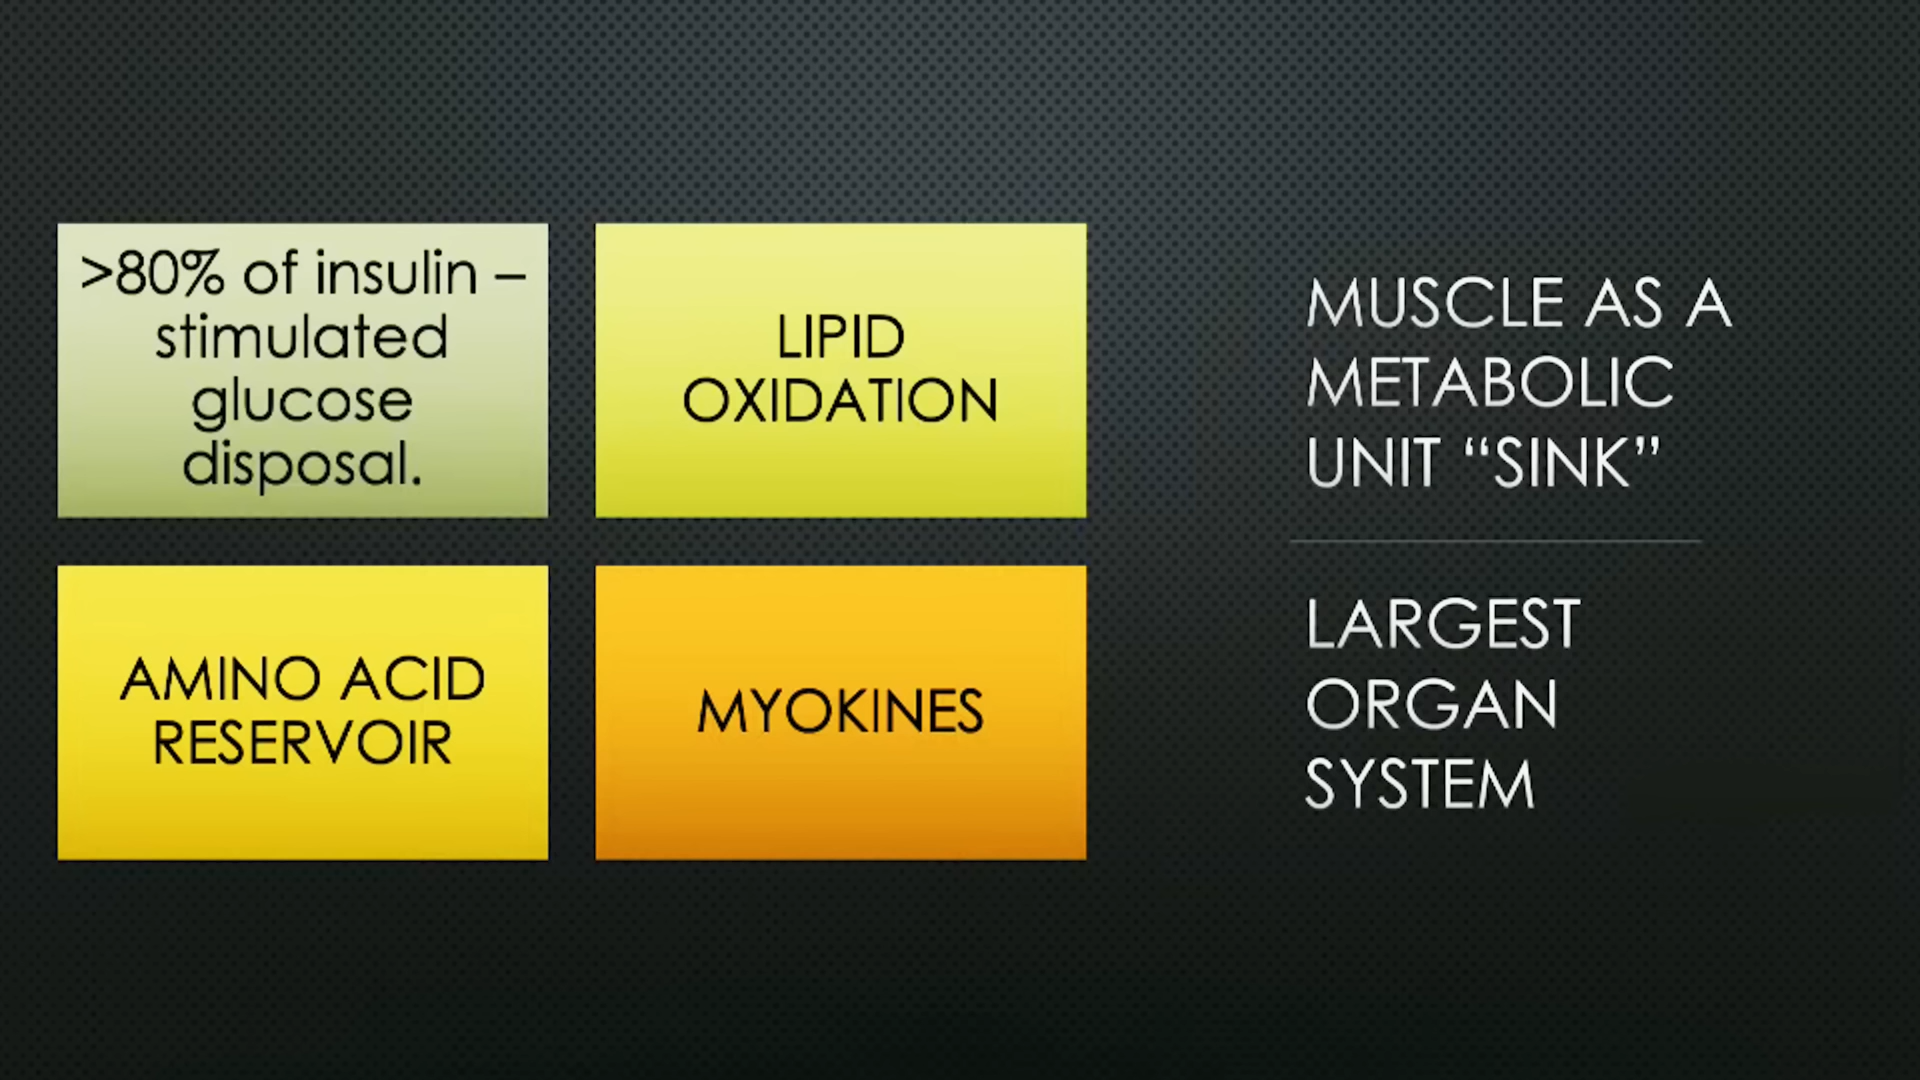 >80% of insulin –
stimulated
glucose
disposal.
LIPID
OXIDATION
AMINO ACID
RESERVOIR
MYOKINES
MUSCLE AS A
METABOLIC
UNIT “SINK”
LARGEST
ORGAN
SYSTEM